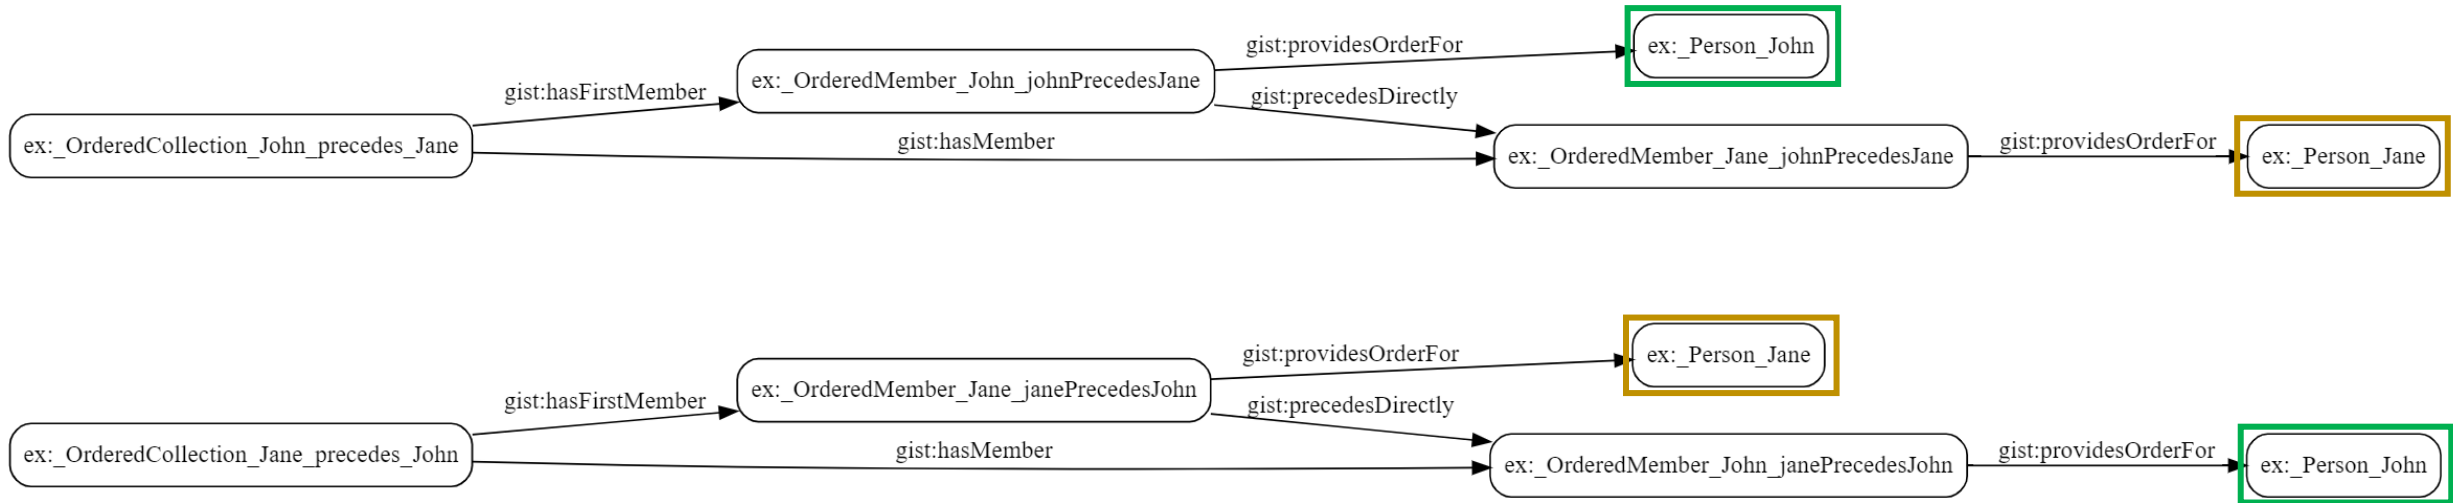 gist:providesOrderFor
ex:_Person_John
gist:hasFirstMember
ex:_OrderedMember_John_johnPrecedesJane
gist:precedesDirectly
ex:_OrderedCollection_John_precedes_Jane
gist:hasMember
ex:_OrderedMember_Jane_johnPrecedesJane
gist:providesOrderFor
ex:_Person_Jane
gist:providesOrderFor
ex:_Person_Jane
gist:hasFirstMember
ex:_OrderedMember_Jane_janePrecedesJohn
gist:precedesDirectly
ex:_OrderedCollection_Jane_precedes_John
gist:hasMember
ex:_OrderedMember_John_janePrecedesJohn
gist:providesOrderFor
ex:_Person_John